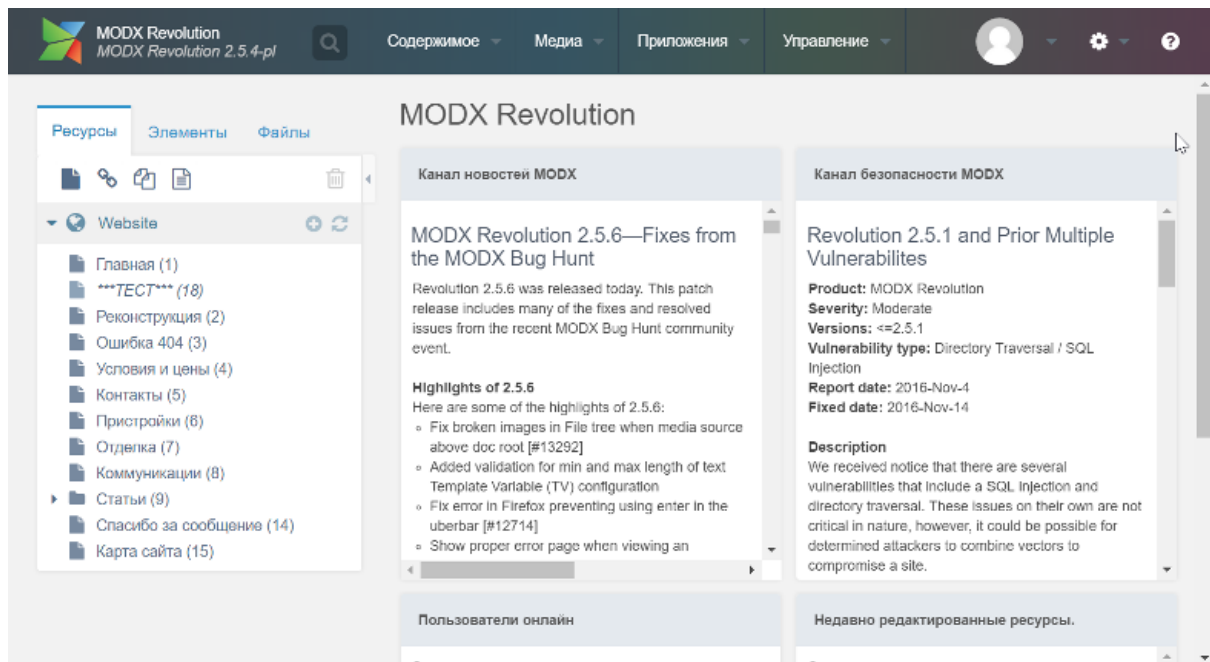 MODX Revolution
MODX Revolution 2.5.4-pl
Содержимое
Медиа
Приложения
Управление
Ресурсы
Элементы
Файлы
Website
Главная (1)
***ТЕСТ*** (18)
Реконструкция (2)
Ошибка 404 (3)
Условия и цены (4)
Контакты (5)
Пристройки (6)
Отделка (7)
Коммуникации (8)
Статьи (9)
Спасибо за сообщение (14)
Карта сайта (15)
MODX Revolution
Канал новостей MODX
MODX Revolution 2.5.6—Fixes from
the MODX Bug Hunt
Revolution 2.5.6 was released today. This patch
release includes many of the fixes and resolved
issues from the recent MODX Bug Hunt community
event.
Highlights of 2.5.6
Here are some of the highlights of 2.5.6:
Fix broken images in File tree when media source
above doc root [#13292]
Added validation for min and max length of text
Template Variable (TV) configuration
Fix error in Firefox preventing using enter in the
uberbar [#12714]
Show proper error page when viewing an
Канал безопасности MODX
Revolution 2.5.1 and Prior Multiple
Vulnerabilites
Product: MODX Revolution
Severity: Moderate
Versions: <=2.5.1
Vulnerability type: Directory Traversal / SQL
Injection
Report date: 2016-Nov-4
Fixed date: 2016-Nov-14
Description
We received notice that there are several
vulnerabilities that include a SQL Injection and
directory traversal. These issues on their own are not
critical in nature, however, it could be possible for
determined attackers to combine vectors to
compromise a site.
Пользователи онлайн
Недавно редактированные ресурсы.